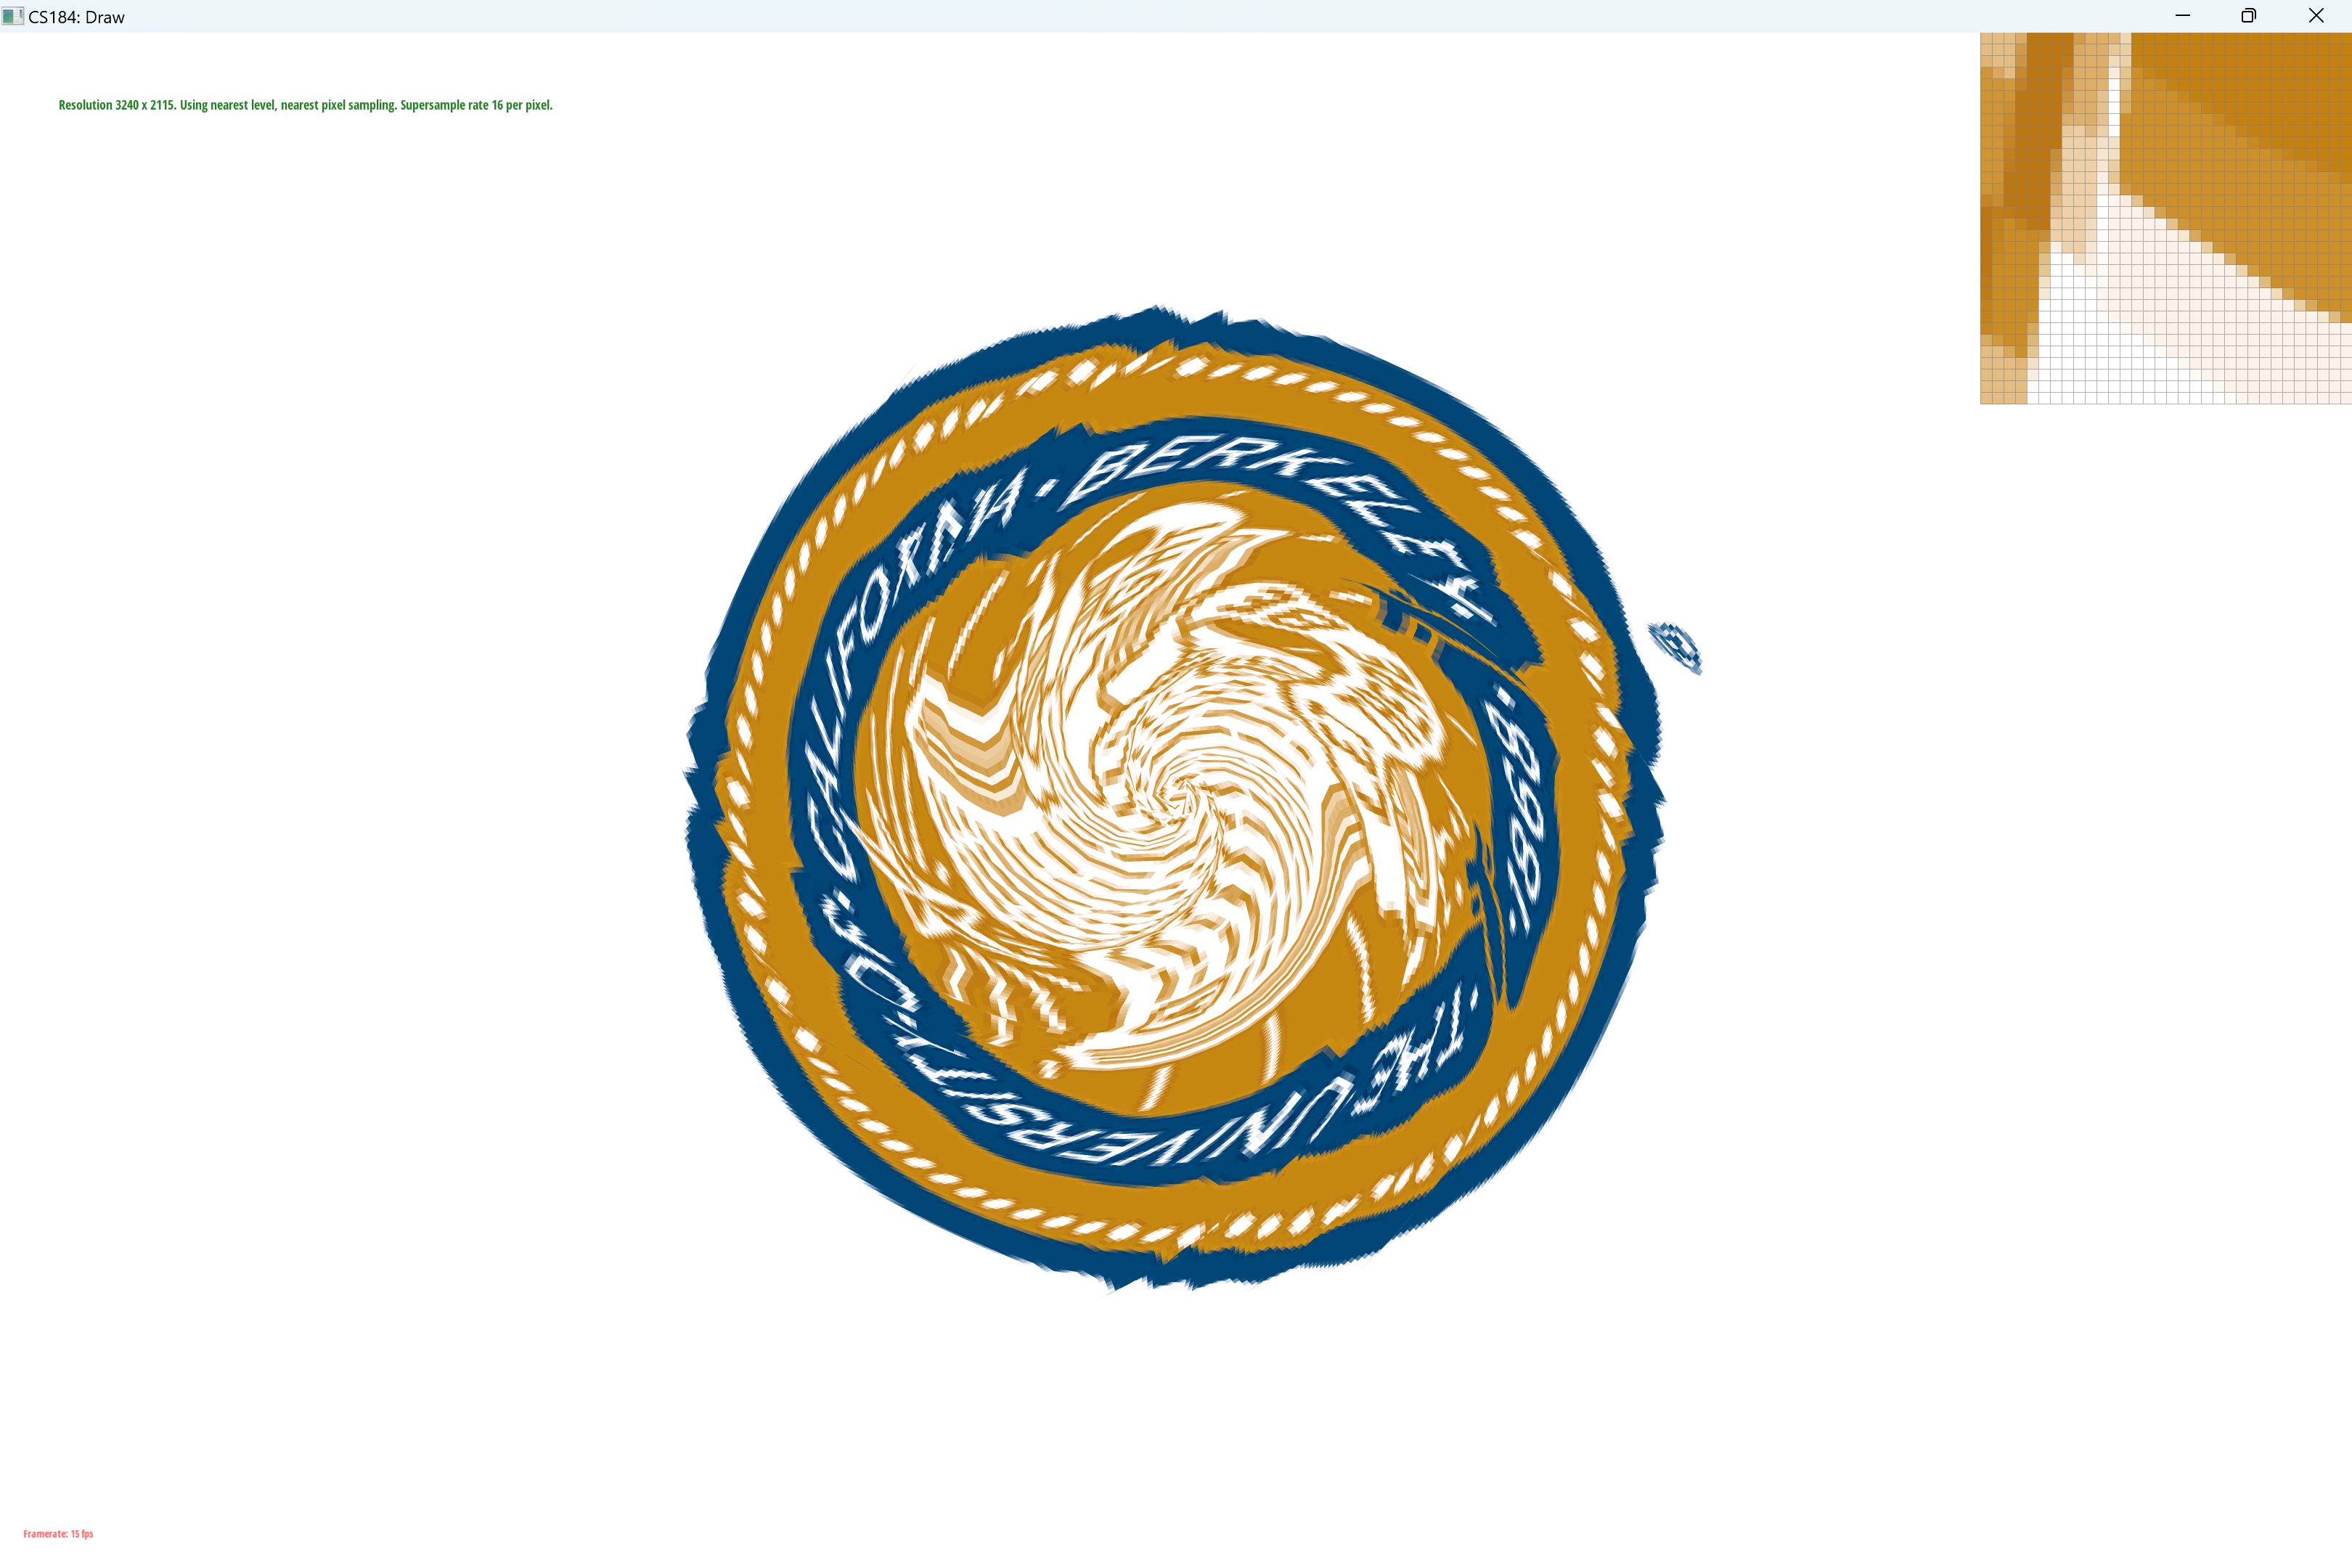 CS184: Draw
Resolution 3240 x 2115. Using nearest level, nearest pixel sampling. Supersample rate 16 per pixel.
THE UNIVERSITY OF CALIFORNIA · BERKELEY
· 1868 ·
Framerate: 15 fps